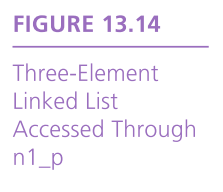 FIGURE 13.14
Three-Element
Linked List
Accessed Through
n1_p